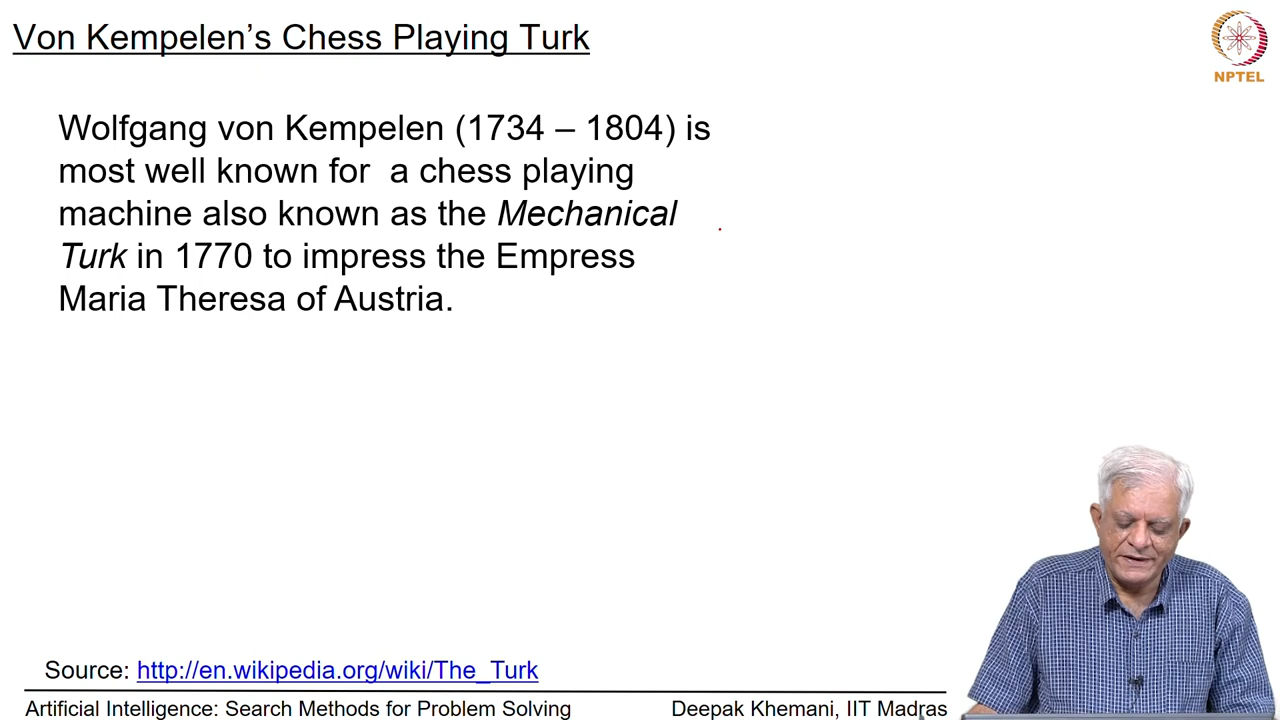 Von Kempelen’s Chess Playing Turk
NPTEL
Wolfgang von Kempelen (1734 – 1804) is
most well known for a chess playing
machine also known as the Mechanical
Turk in 1770 to impress the Empress
Maria Theresa of Austria.
Source: http://en.wikipedia.org/wiki/The_Turk
Artificial Intelligence: Search Methods for Problem Solving
Deepak Khemani, IIT Madras